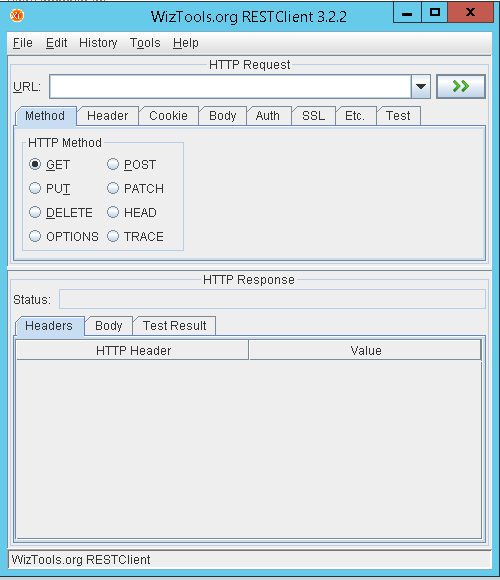 WizTools.org RESTClient 3.2.2
File Edit History Tools Help
HTTP Request
URL:
Method Header Cookie Body Auth SSL Etc. Test
HTTP Method
GET POST
PUT PATCH
DELETE HEAD
OPTIONS TRACE
HTTP Response
Status:
Headers Body Test Result
HTTP Header Value
WizTools.org RESTClient